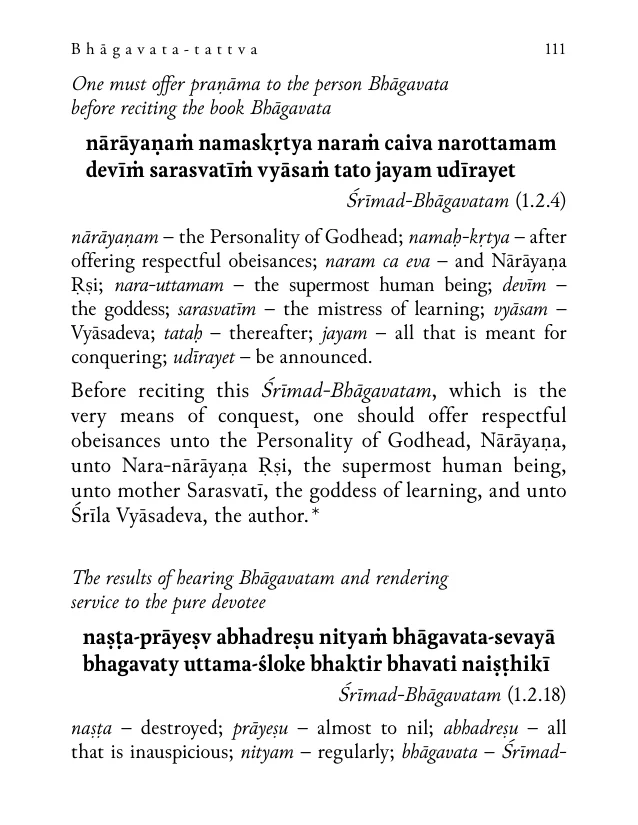 Bhāgavata-tattva 111
One must offer praṇāma to the person Bhāgavata
before reciting the book Bhāgavata
nārāyaṇaṁ namaskṛtya naraṁ caiva narottamam
devīṁ sarasvatīṁ vyāsaṁ tato jayam udīrayet
Śrīmad-Bhāgavatam (1.2.4)
nārāyaṇam – the Personality of Godhead; namaḥ-kṛtya – after
offering respectful obeisances; naram ca eva – and Nārāyaṇa
Ṛṣi; nara-uttamam – the supermost human being; devīm –
the goddess; sarasvatīm – the mistress of learning; vyāsam –
Vyāsadeva; tataḥ – thereafter; jayam – all that is meant for
conquering; udīrayet – be announced.
Before reciting this Śrīmad-Bhāgavatam, which is the
very means of conquest, one should offer respectful
obeisances unto the Personality of Godhead, Nārāyaṇa,
unto Nara-nārāyaṇa Ṛṣi, the supermost human being,
unto mother Sarasvatī, the goddess of learning, and unto
Śrīla Vyāsadeva, the author.*
The results of hearing Bhāgavatam and rendering
service to the pure devotee
naṣṭa-prāyeṣv abhadreṣu nityaṁ bhāgavata-sevayā
bhagavaty uttama-śloke bhaktir bhavati naiṣṭhikī
Śrīmad-Bhāgavatam (1.2.18)
naṣṭa – destroyed; prāyeṣu – almost to nil; abhadreṣu – all
that is inauspicious; nityam – regularly; bhāgavata – Śrīmad-